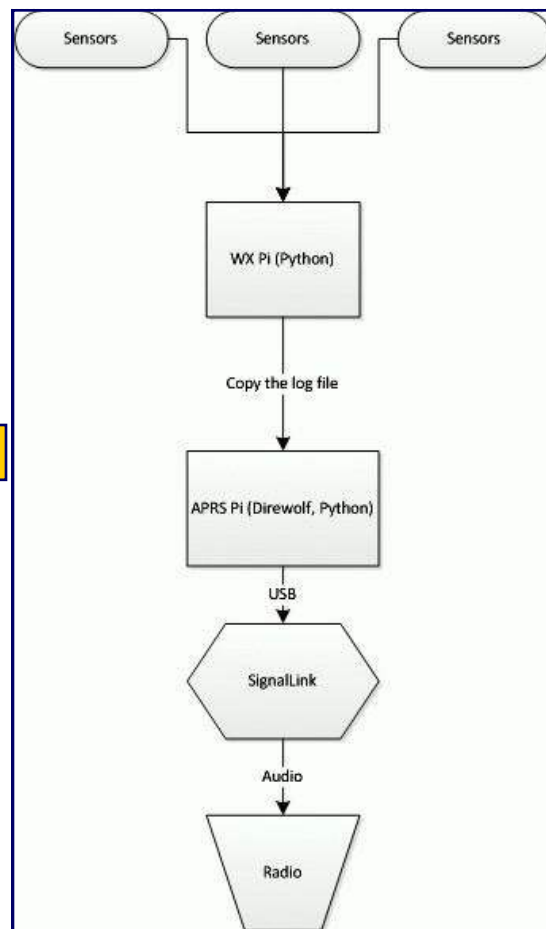 Sensors
Sensors
Sensors
WX Pi (Python)
Copy the log file
APRS Pi (Direwolf, Python)
USB
SignalLink
Audio
Radio